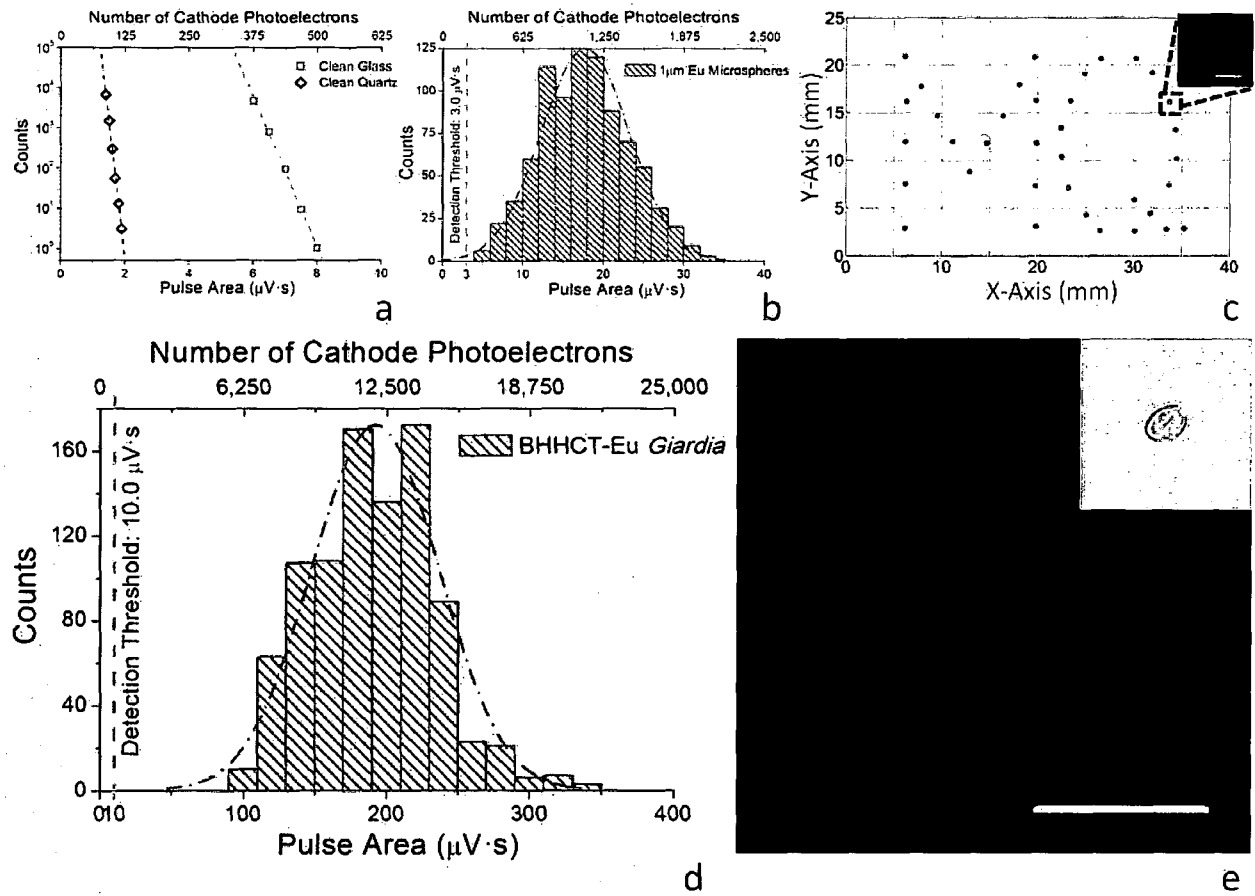 Number of Cathode Photoelectrons
0 125 250 375 500 625
Clean Glass
Clean Quartz
Counts
10⁵
10⁴
10³
10²
10¹
10⁰
0 2 4 6 8 10
Pulse Area (µV·s)
a
Number of Cathode Photoelectrons
0 625 1,250 1,875 2,500
1µm Eu Microspheres
Detection Threshold: 3.0 µV·s
Counts
125
100
75
50
25
0
0 3 10 20 30 40
Pulse Area (µV·s)
b
Y-Axis (mm)
25
20
15
10
5
0
0 10 20 30 40
X-Axis (mm)
c
Number of Cathode Photoelectrons
0 6,250 12,500 18,750 25,000
BHHCT-Eu Giardia
Detection Threshold: 10.0 µV·s
Counts
160
120
80
40
0
0 10 100 200 300 400
Pulse Area (µV·s)
d
e